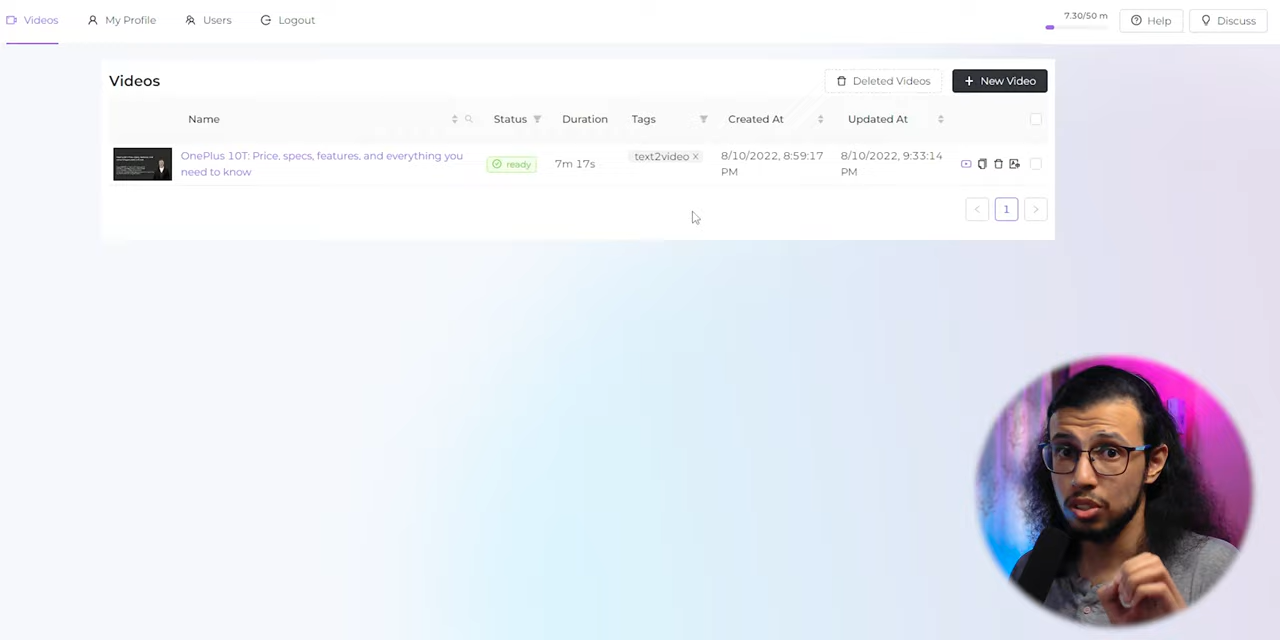 Videos
My Profile
Users
Logout
7.30/50 m
Help
Discuss
Videos
Deleted Videos
+ New Video
Name
Status
Duration
Tags
Created At
Updated At
OnePlus 10T: Price, specs, features, and everything you
need to know
ready
7m 17s
text2video x
8/10/2022, 8:59:17
PM
8/10/2022, 9:33:14
PM
< 1 >